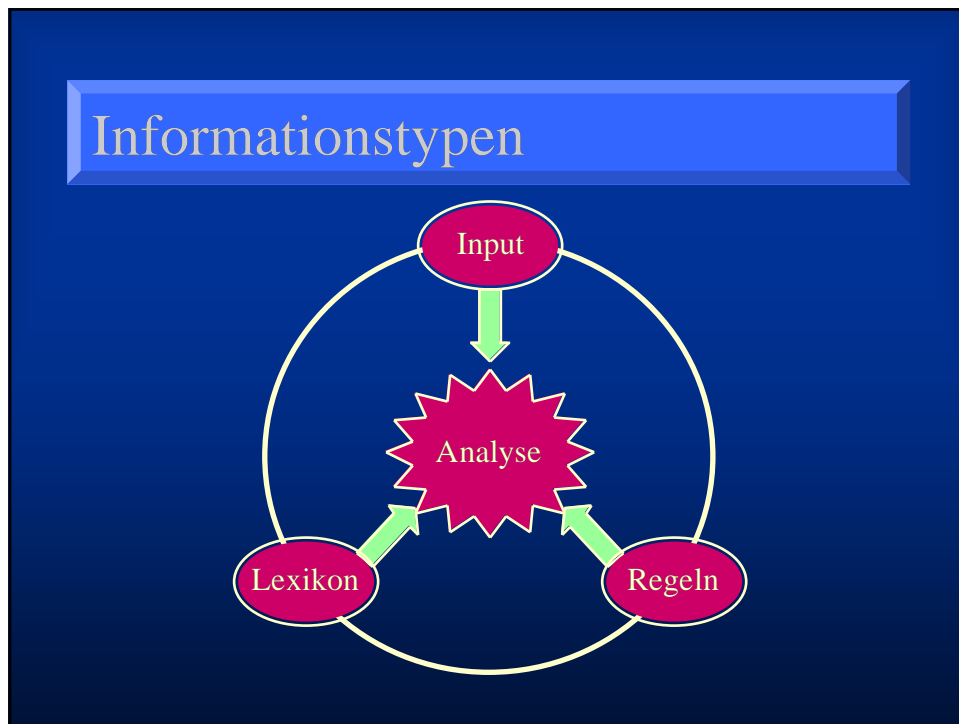 Informationstypen
Input
Analyse
Lexikon
Regeln